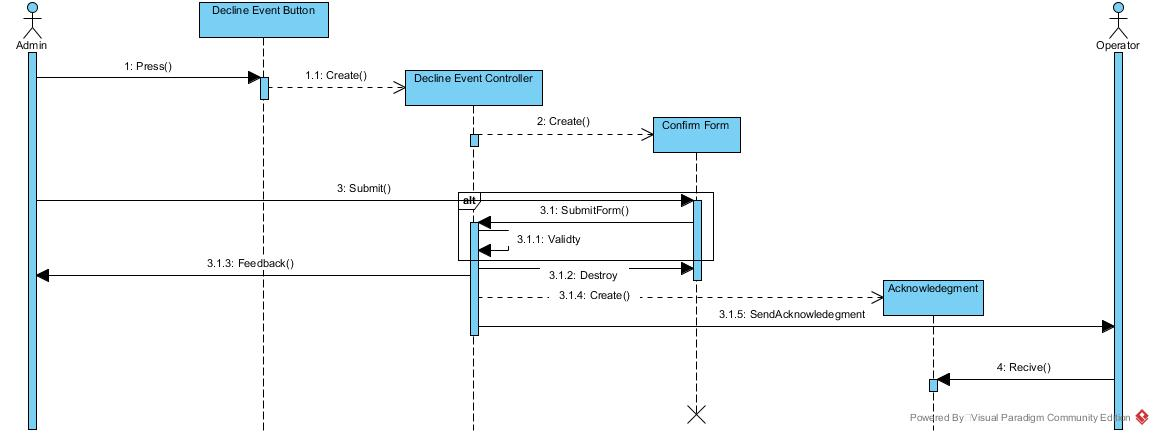 Decline Event Button
Admin
Operator
1: Press()
1.1: Create()
Decline Event Controller
2: Create()
Confirm Form
3: Submit()
alt
3.1: SubmitForm()
3.1.1: Validty
3.1.3: Feedback()
3.1.2: Destroy
3.1.4: Create()
Acknowledegment
3.1.5: SendAcknowledegment
4: Recive()
Powered By Visual Paradigm Community Edition